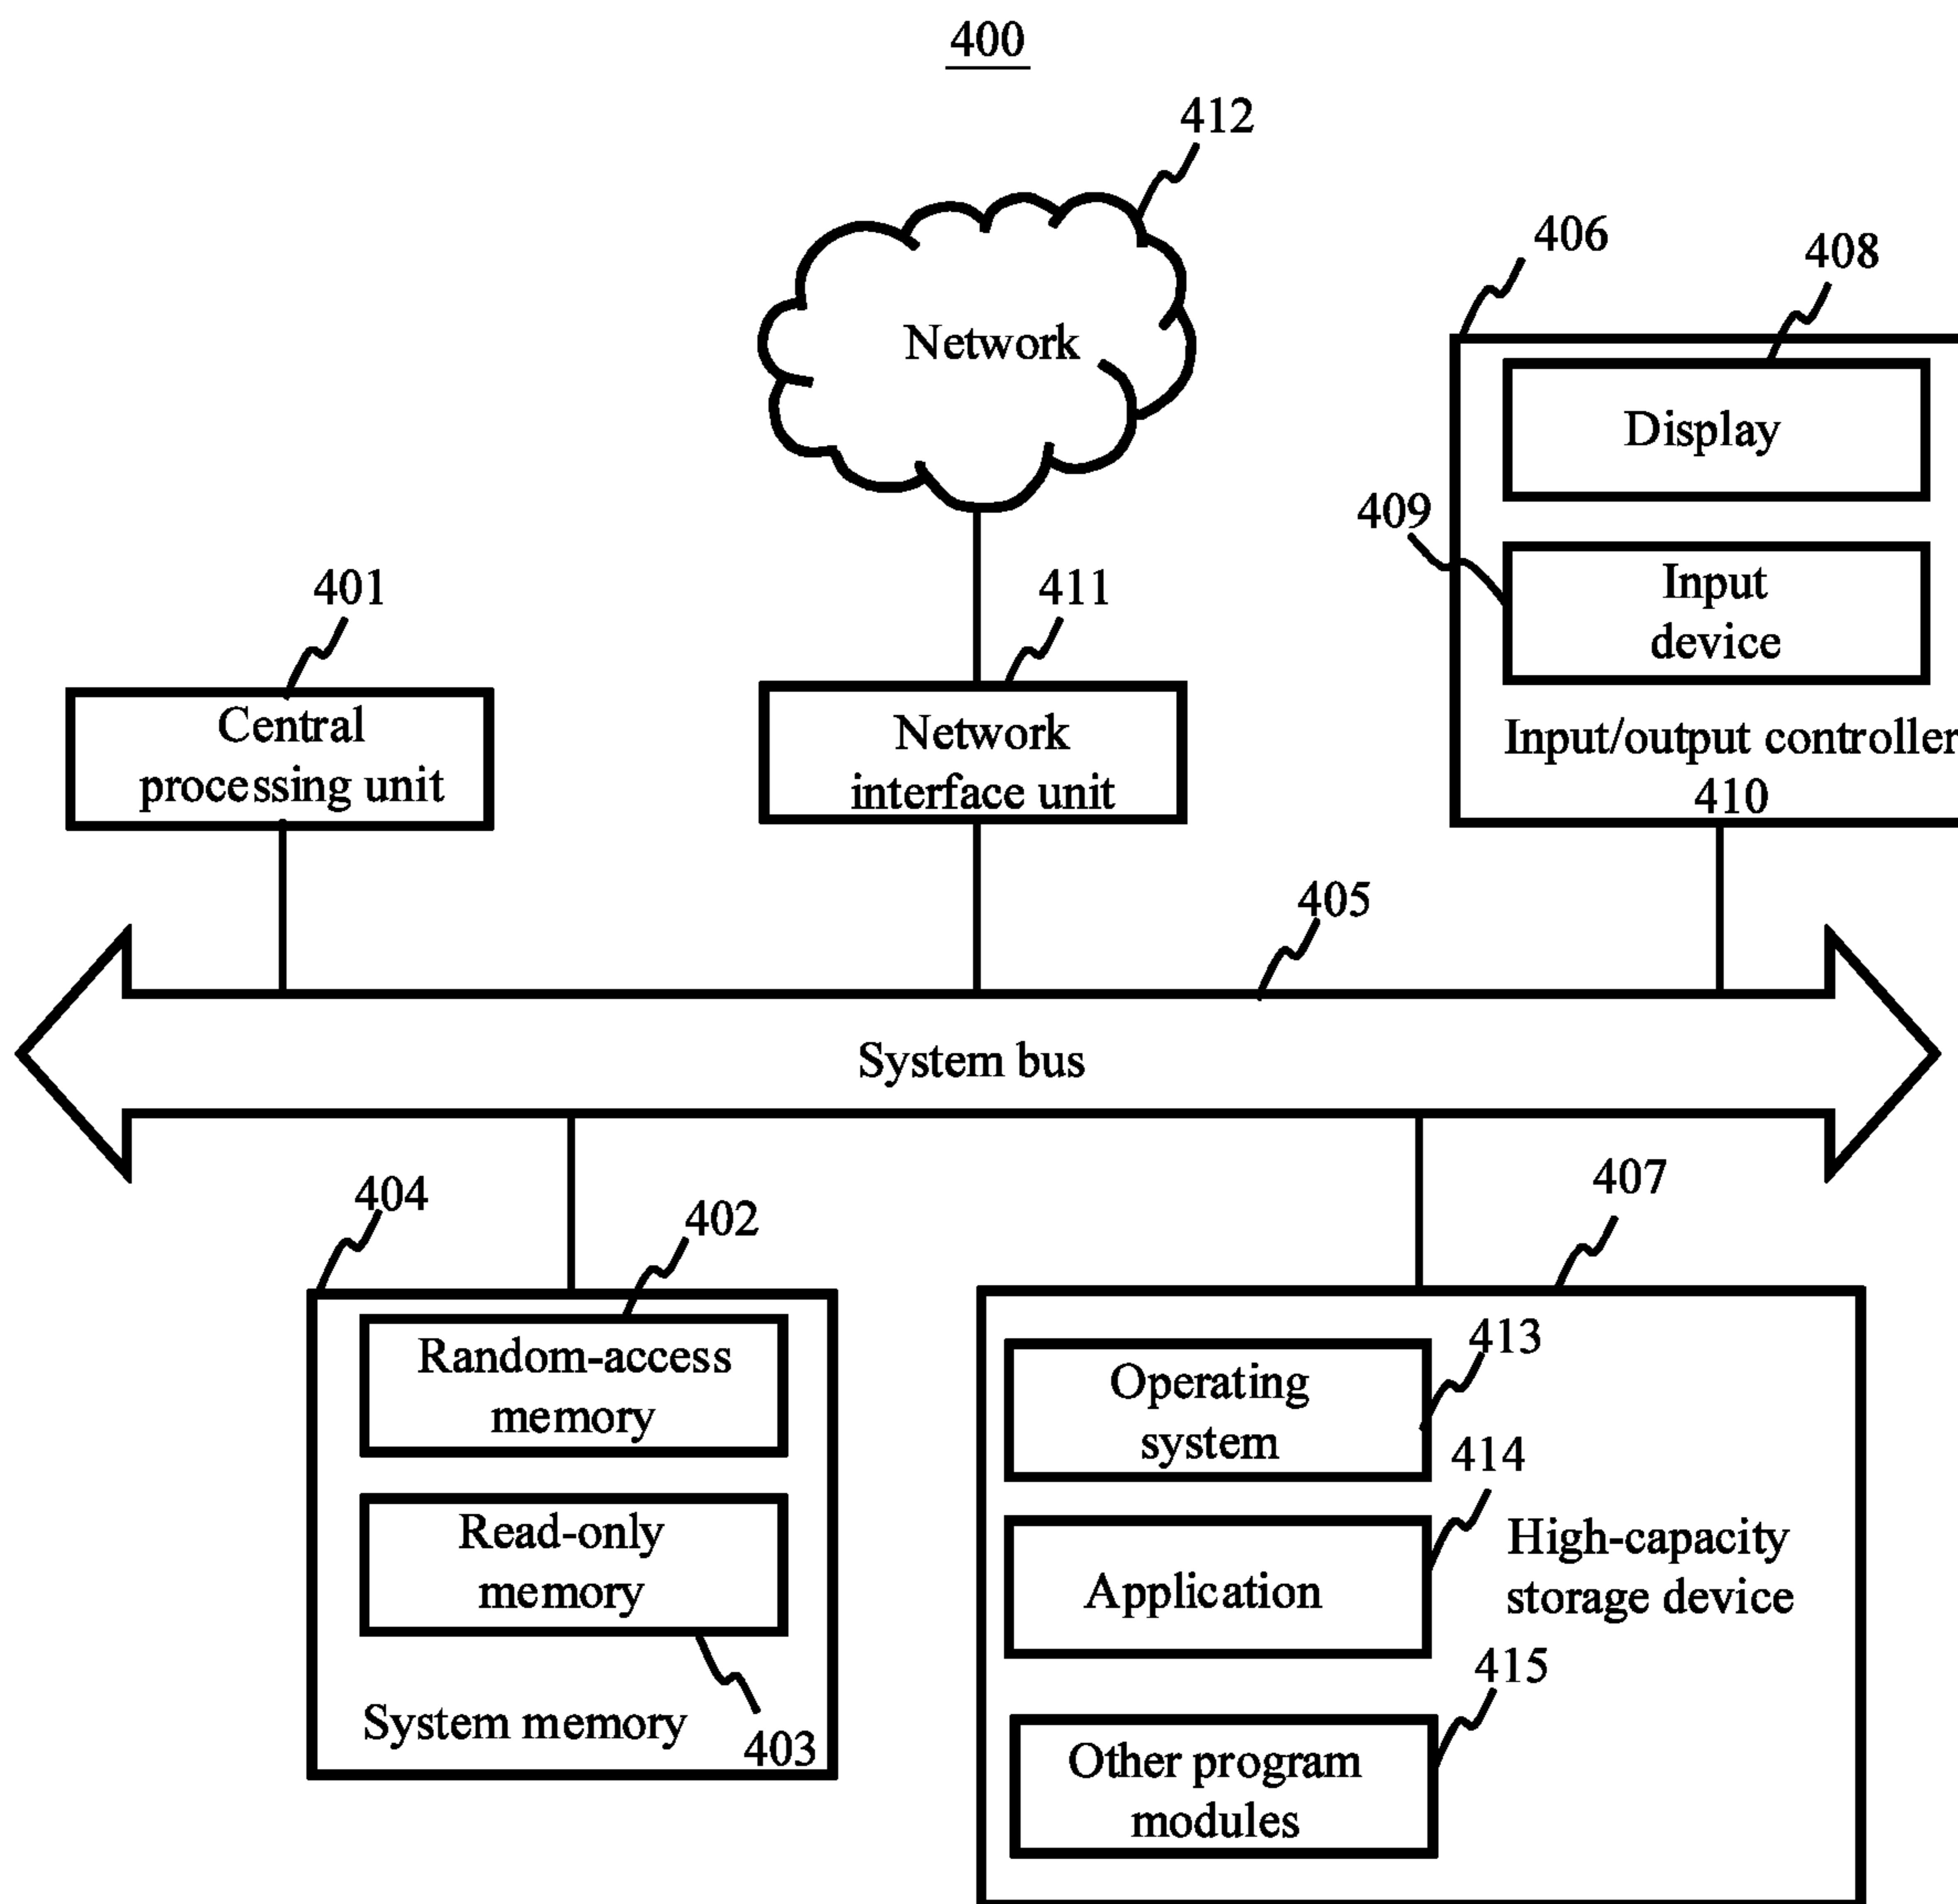 400
412
Network
406
408
Display
409
Input
device
Input/output controller
410
401
Central
processing unit
411
Network
interface unit
405
System bus
404
402
Random-access
memory
Read-only
memory
System memory
403
407
413
Operating
system
414
Application
High-capacity
storage device
415
Other program
modules